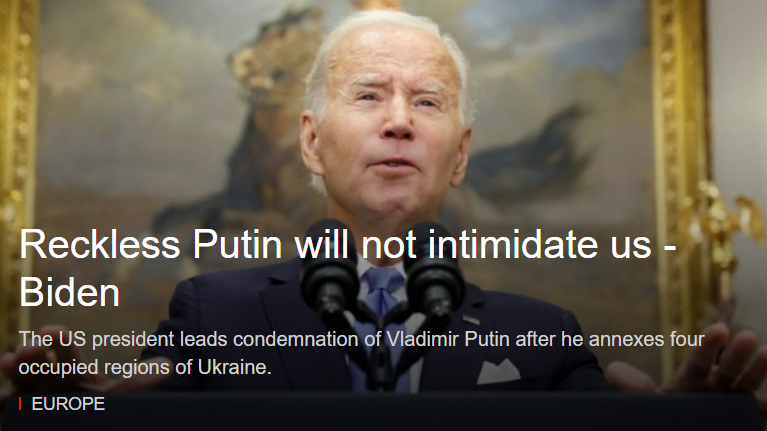 Reckless Putin will not intimidate us -
Biden
The US president leads condemnation of Vladimir Putin after he annexes four
occupied regions of Ukraine.
EUROPE